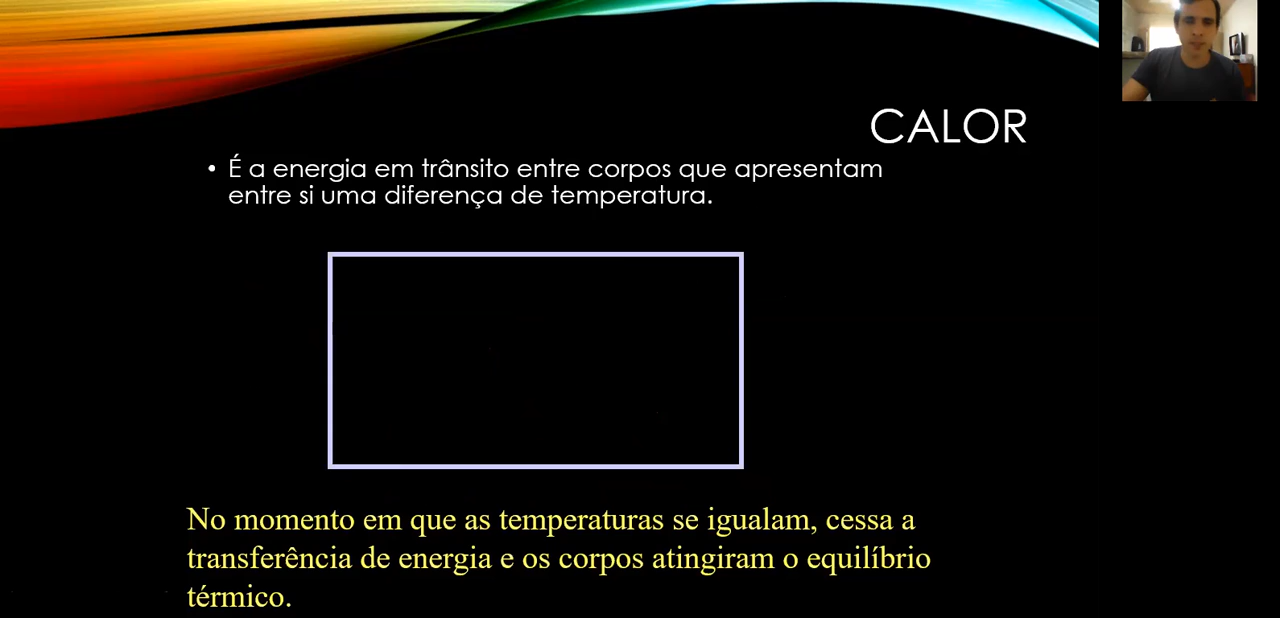 CALOR
• É a energia em trânsito entre corpos que apresentam
entre si uma diferença de temperatura.
No momento em que as temperaturas se igualam, cessa a
transferência de energia e os corpos atingiram o equilíbrio
térmico.